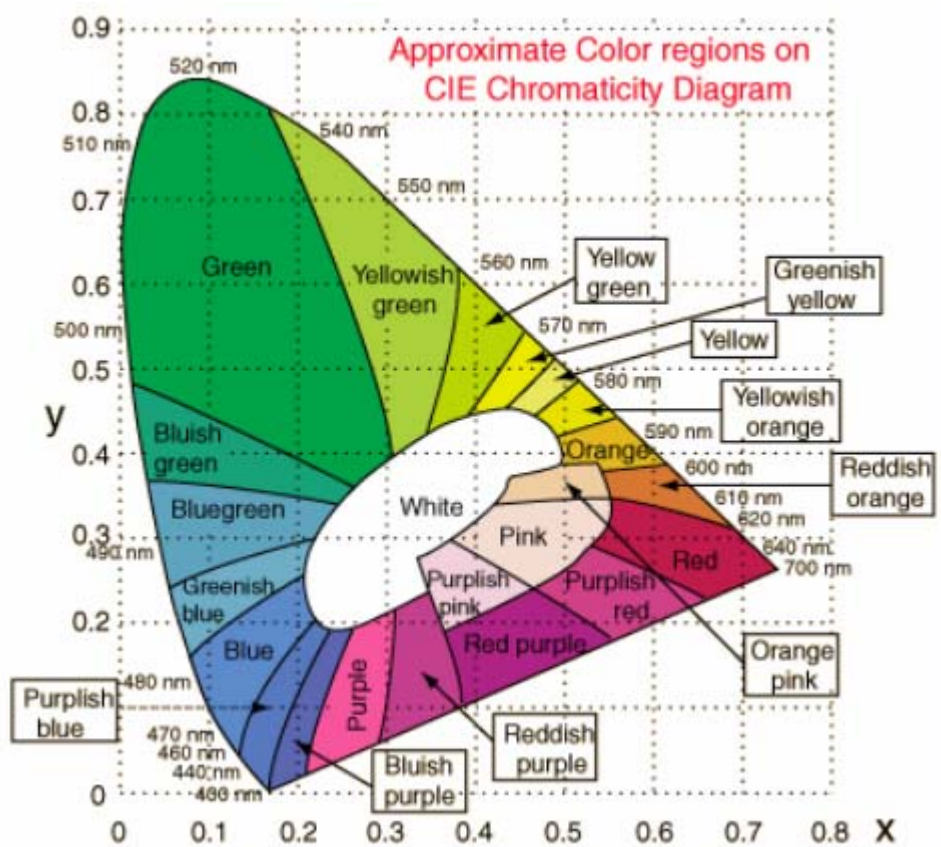 Approximate Color regions on
CIE Chromaticity Diagram
0.9
520 nm
0.8
540 nm
510 nm
550 nm
0.7
Green
Yellowish
green
560 nm
Yellow
green
Greenish
yellow
0.6
500 nm
570 nm
Yellow
0.5
580 nm
Yellowish
orange
y
Bluish
green
590 nm
0.4
Orange
600 nm
Reddish
orange
Bluegreen
White
610 nm
620 nm
0.3
Pink
490 nm
640 nm
Red
700 nm
Greenish
blue
Purplish
pink
Purplish
red
0.2
Blue
Red purple
Orange
pink
480 nm
Purplish
blue
Purple
0.1
470 nm
460 nm
440 nm
400 nm
Reddish
purple
Bluish
purple
0
0 0.1 0.2 0.3 0.4 0.5 0.6 0.7 0.8 x